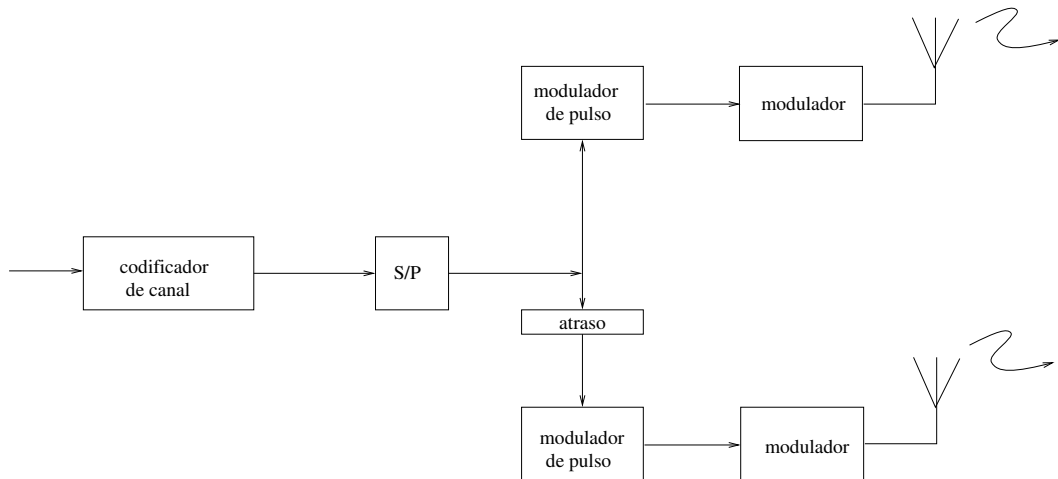 modulador
de pulso
modulador
codificador
de canal
S/P
atraso
modulador
de pulso
modulador